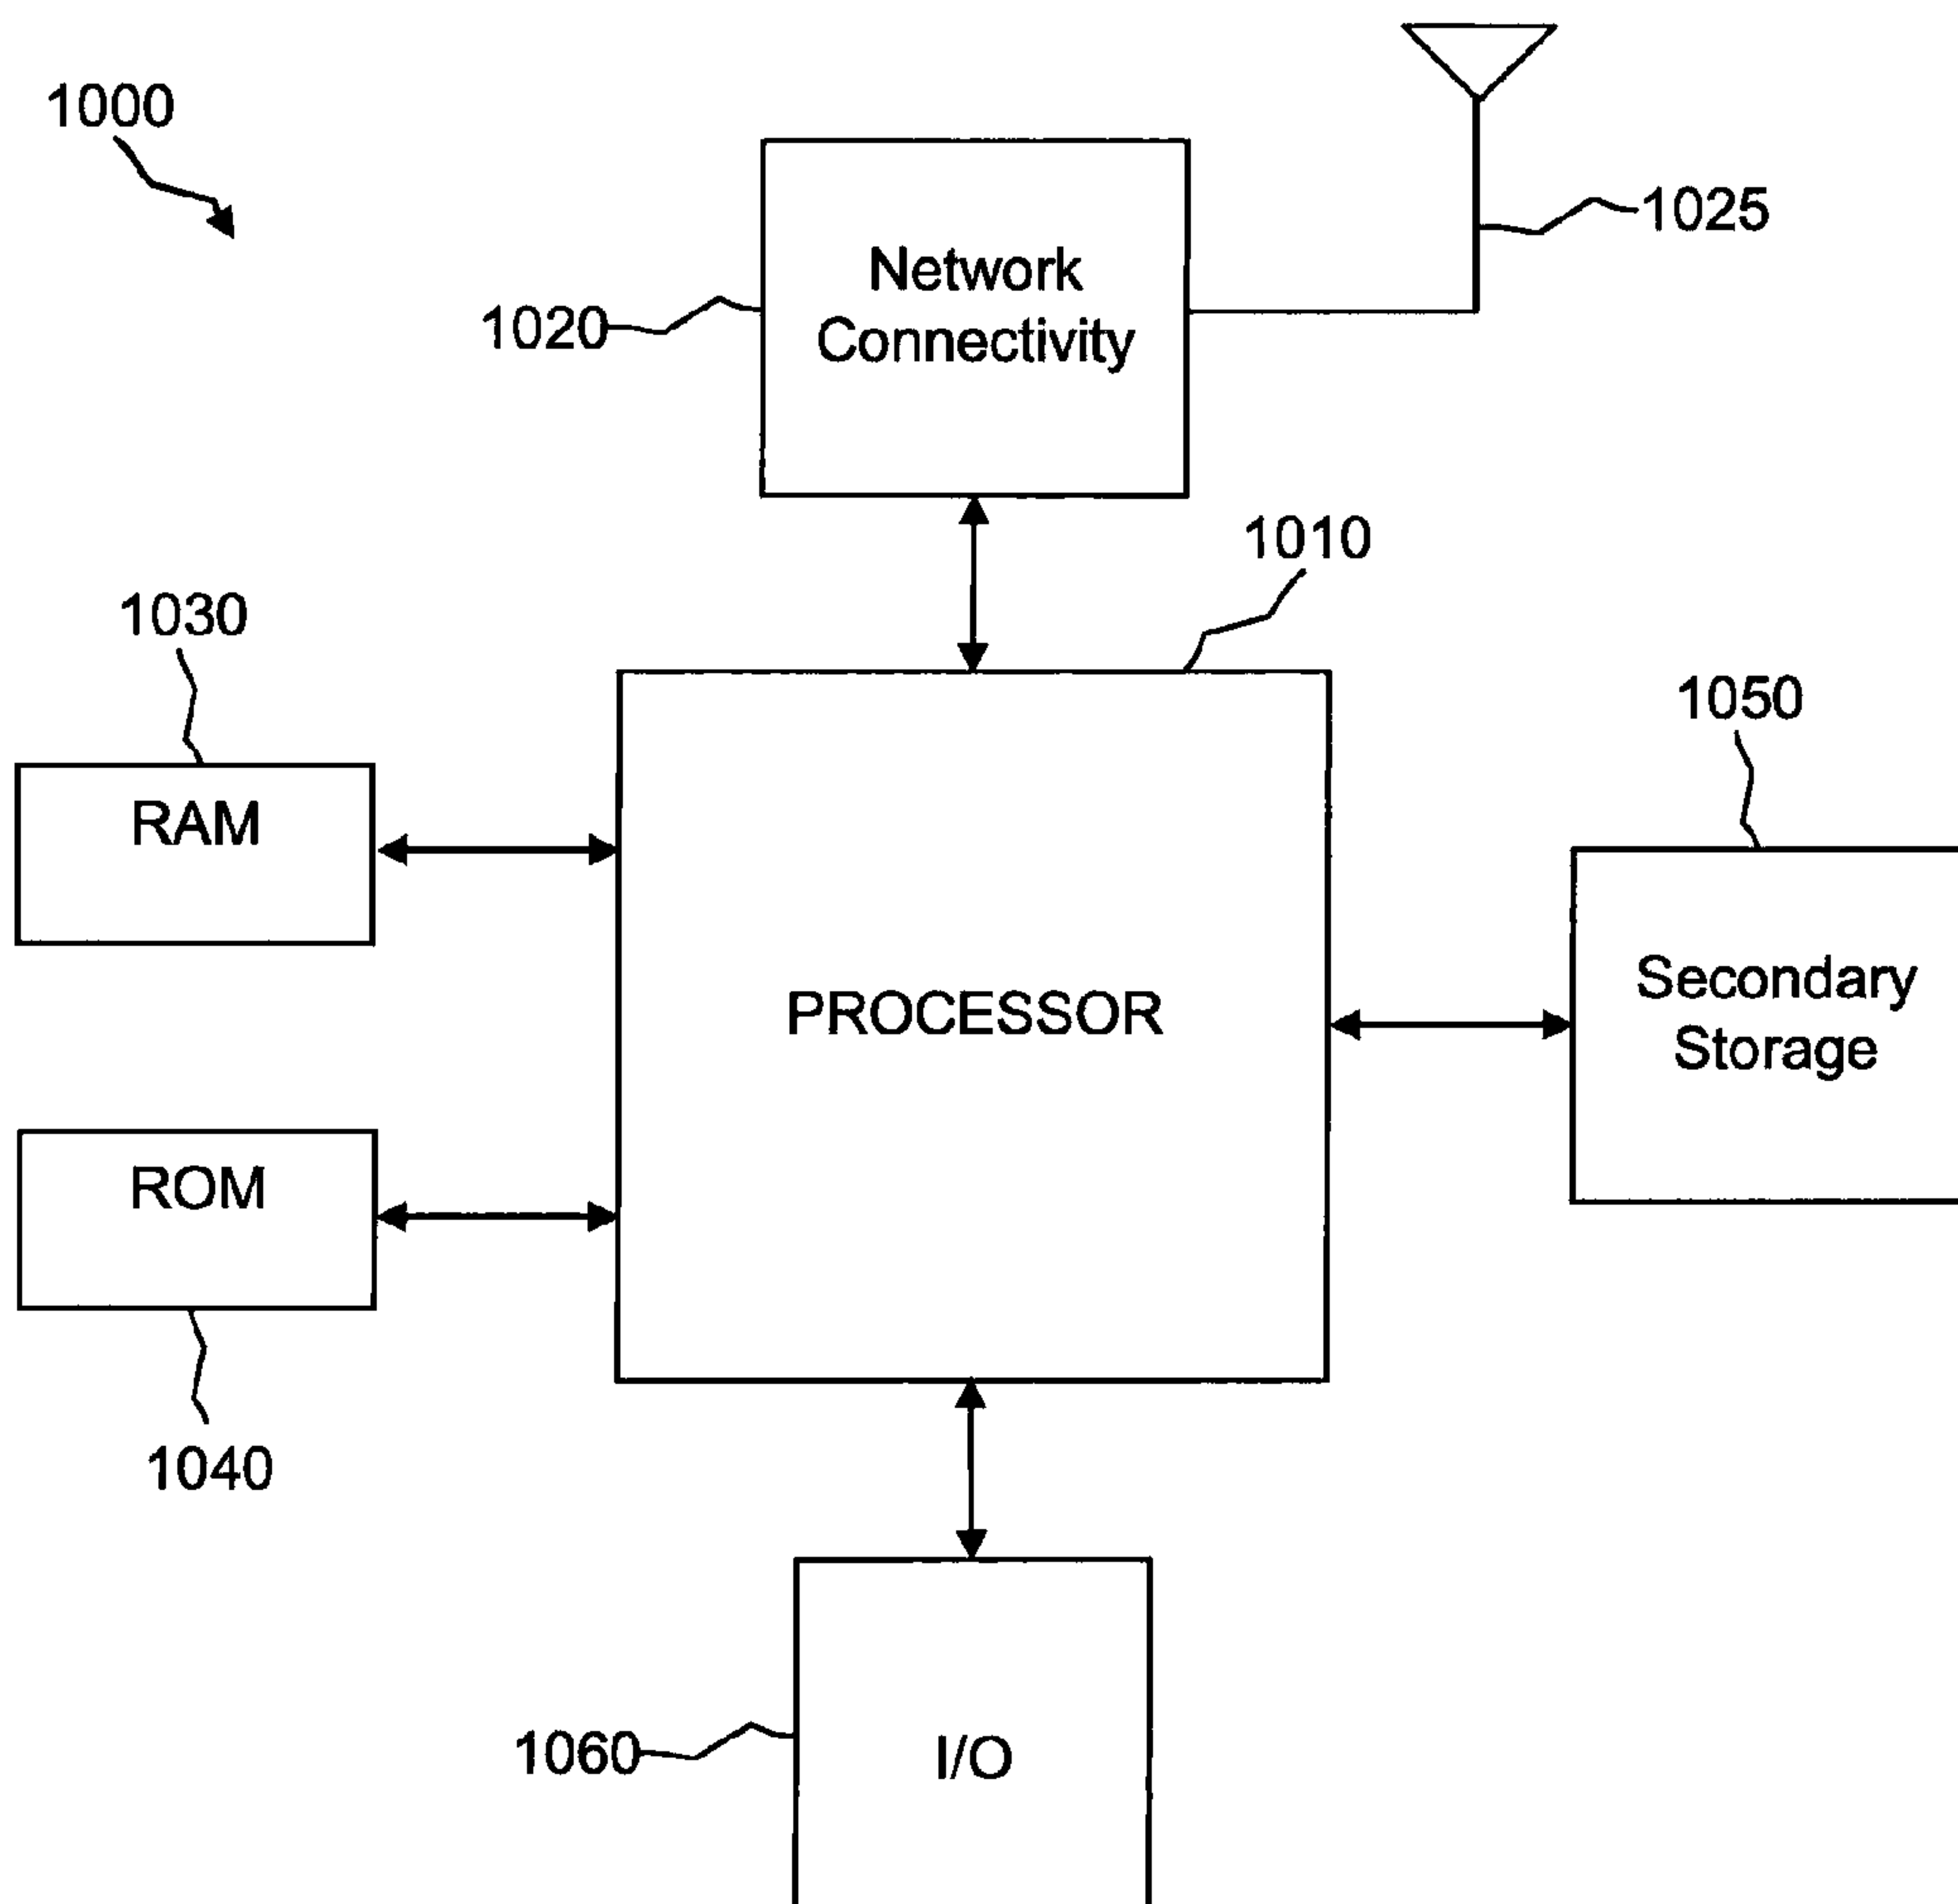 1000
1025
Network
Connectivity
1020
1010
1030
1050
RAM
PROCESSOR
Secondary
Storage
ROM
1040
1060
I/O